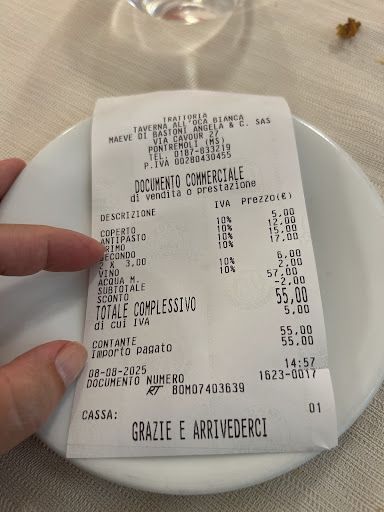 TRATTORIA
TAVERNA ALL'OCA BIANCA
MAEVE DI BASTONI ANGELA & C. SAS
VIA CAVOUR 27
PONTREMOLI (MS)
TEL. 0187-833219
P.IVA 00280430455
DOCUMENTO COMMERCIALE
di vendita o prestazione
DESCRIZIONE IVA Prezzo(€)
COPERTO 10% 5,00
ANTIPASTO 10% 12,00
PRIMO 10% 15,00
SECONDO 10% 17,00
2 X 3,00
VINO 10% 6,00
ACQUA M. 10% 2,00
SUBTOTALE 57,00
SCONTO -2,00
TOTALE COMPLESSIVO 55,00
di cui IVA 5,00
CONTANTE 55,00
Importo pagato 55,00
08-08-2025 14:57
DOCUMENTO NUMERO 1623-0017
RT 80M07403639
CASSA: 01
GRAZIE E ARRIVEDERCI